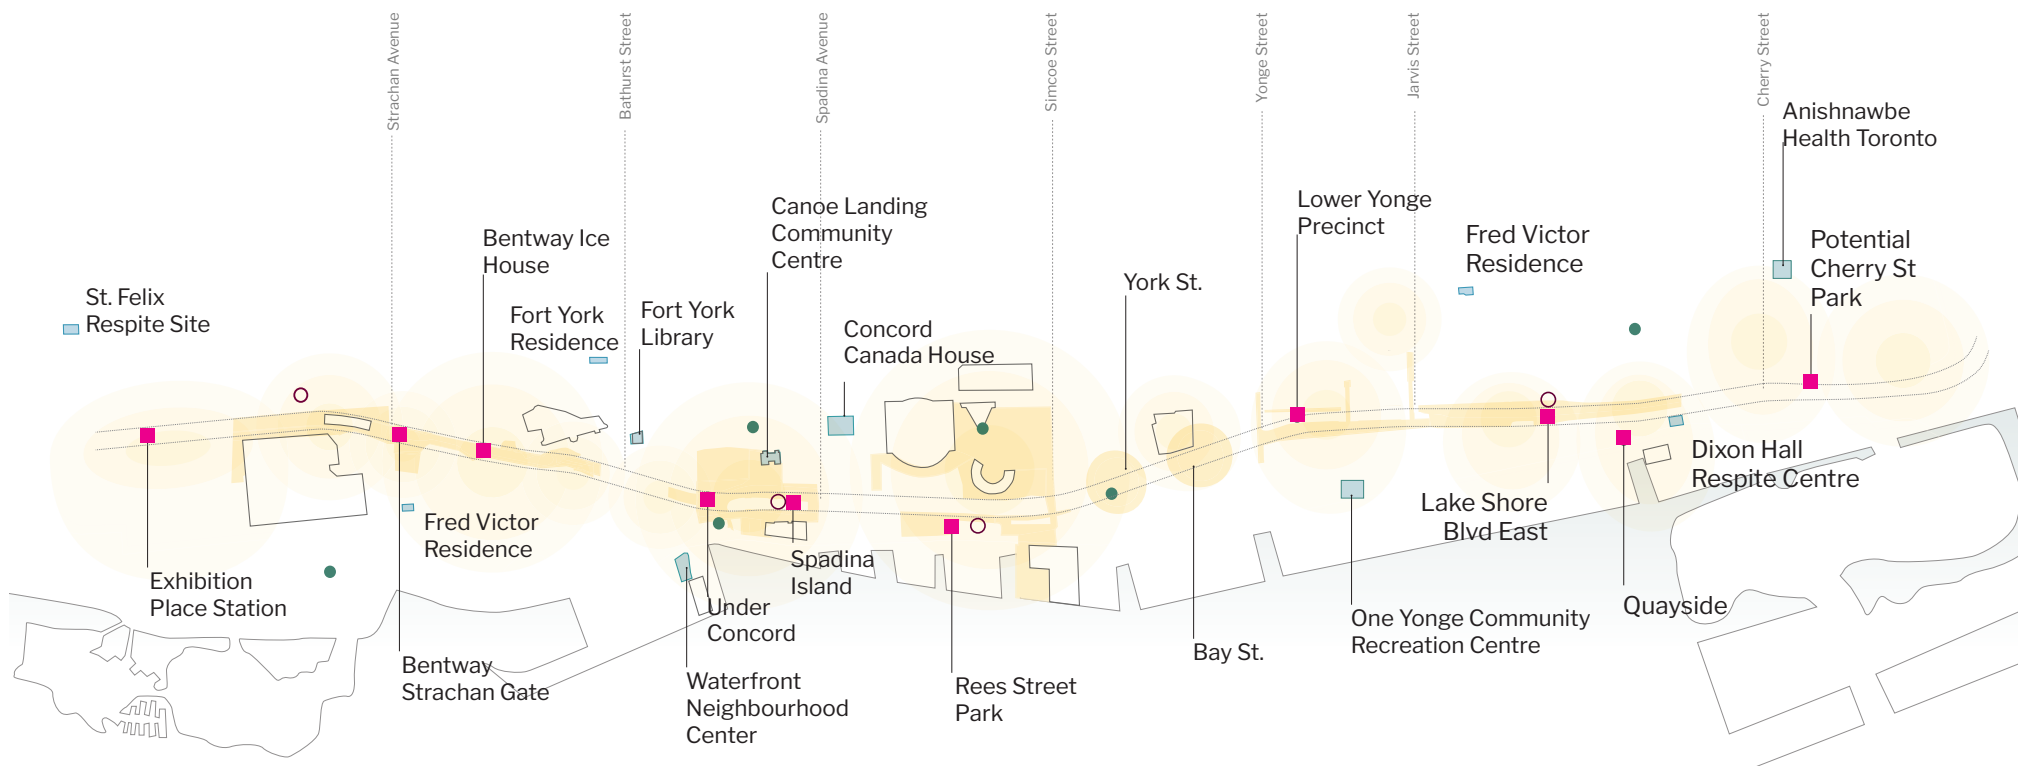 Strachan Avenue
Bathurst Street
Spadina Avenue
Simcoe Street
Yonge Street
Jarvis Street
Cherry Street
Anishnawbe
Health Toronto
Canoe Landing
Community
Centre
Lower Yonge
Precinct
Bentway Ice
House
Fred Victor
Residence
Potential
Cherry St
Park
St. Felix
Respite Site
Fort York
Residence
Fort York
Library
York St.
Concord
Canada House
Dixon Hall
Respite Centre
Fred Victor
Residence
Lake Shore
Blvd East
Exhibition
Place Station
Spadina
Island
Under
Concord
Quayside
One Yonge Community
Recreation Centre
Bay St.
Bentway
Strachan Gate
Waterfront
Neighbourhood
Center
Rees Street
Park